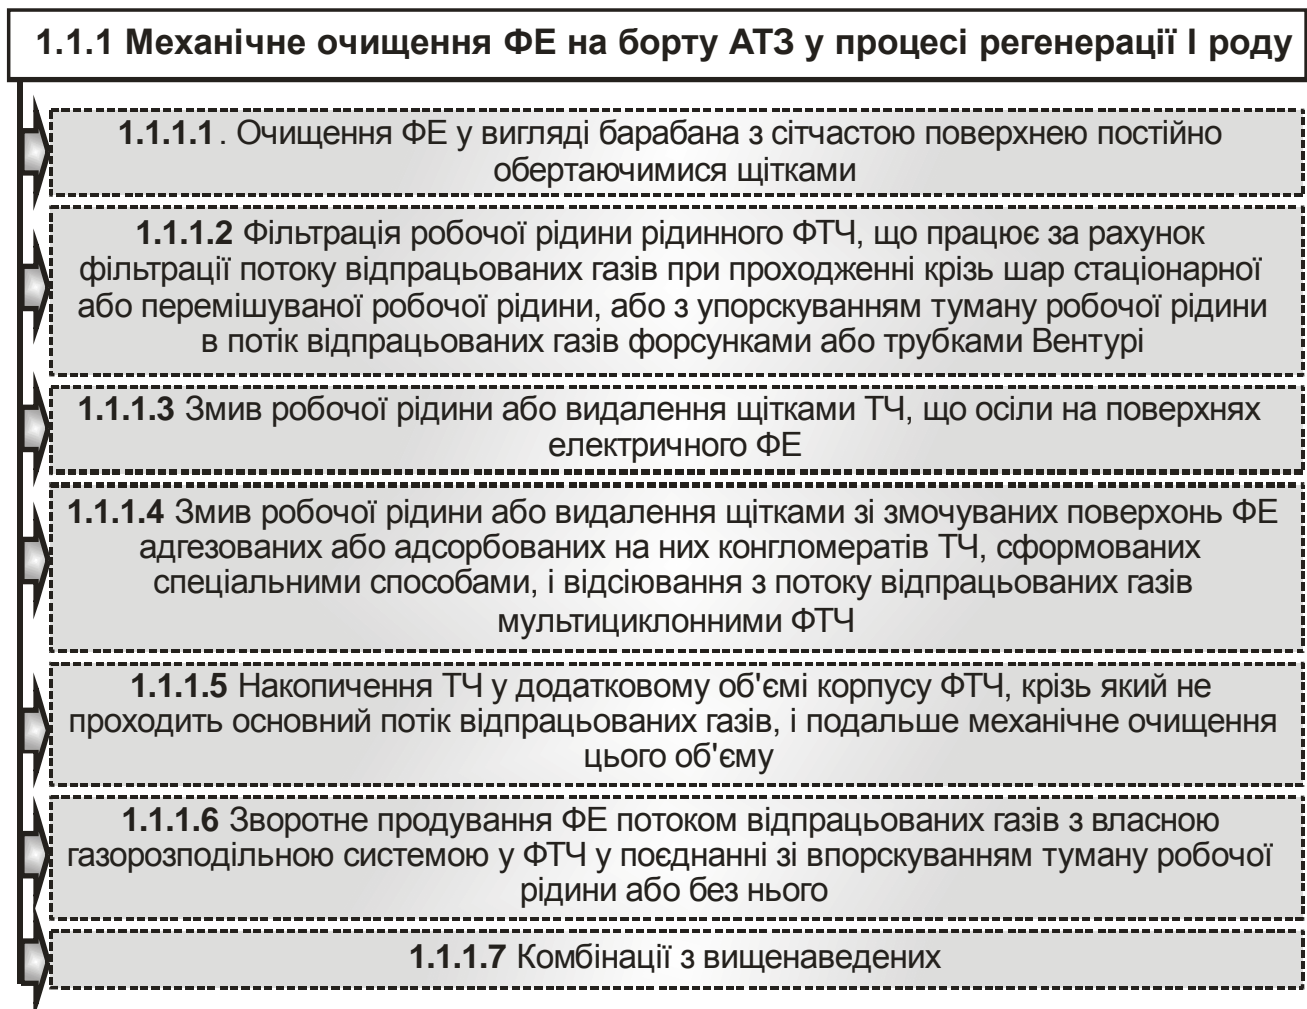 1.1.1 Механічне очищення ФЕ на борту АТЗ у процесі регенерації І роду
1.1.1.1. Очищення ФЕ у вигляді барабана з сітчастою поверхнею постійно
обертаючимися щітками
1.1.1.2 Фільтрація робочої рідини рідинного ФТЧ, що працює за рахунок
фільтрації потоку відпрацьованих газів при проходженні крізь шар стаціонарної
або перемішуваної робочої рідини, або з упорскуванням туману робочої рідини
в потік відпрацьованих газів форсунками або трубками Вентурі
1.1.1.3 Змив робочої рідини або видалення щітками ТЧ, що осіли на поверхнях
електричного ФЕ
1.1.1.4 Змив робочої рідини або видалення щітками зі змочуваних поверхонь ФЕ
адгезованих або адсорбованих на них конгломератів ТЧ, сформованих
спеціальними способами, і відсіювання з потоку відпрацьованих газів
мультициклонними ФТЧ
1.1.1.5 Накопичення ТЧ у додатковому об'ємі корпусу ФТЧ, крізь який не
проходить основний потік відпрацьованих газів, і подальше механічне очищення
цього об'єму
1.1.1.6 Зворотне продування ФЕ потоком відпрацьованих газів з власною
газорозподільною системою у ФТЧ у поєднанні зі впорскуванням туману робочої
рідини або без нього
1.1.1.7 Комбінації з вищенаведених